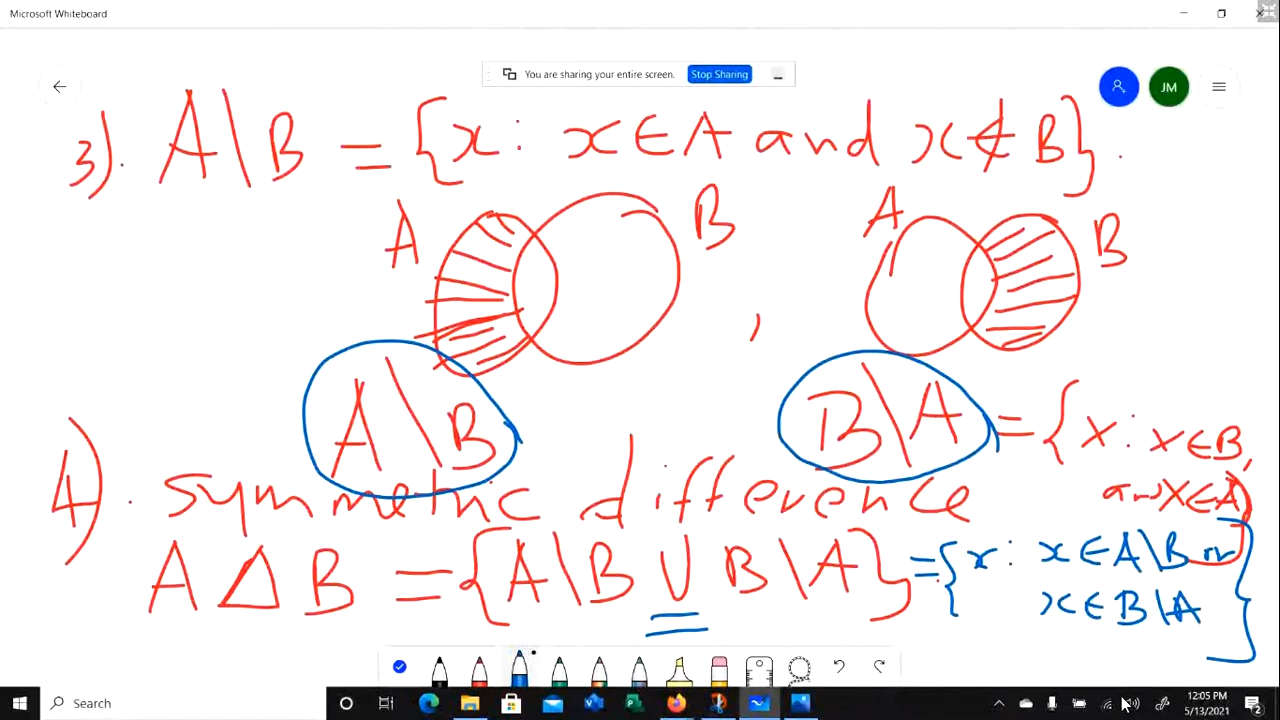 Microsoft Whiteboard
You are sharing your entire screen. Stop Sharing
JM
3). A\B = {x: x∈A and x∉B}.
A B A B
,
A\B B\A = {x: x∈B,
and x∈A}
4). symmetric difference
A Δ B = {A\B ∪ B\A} = {x: x∈A\B or
x∈B\A}
Search
12:05 PM
5/13/2021
2